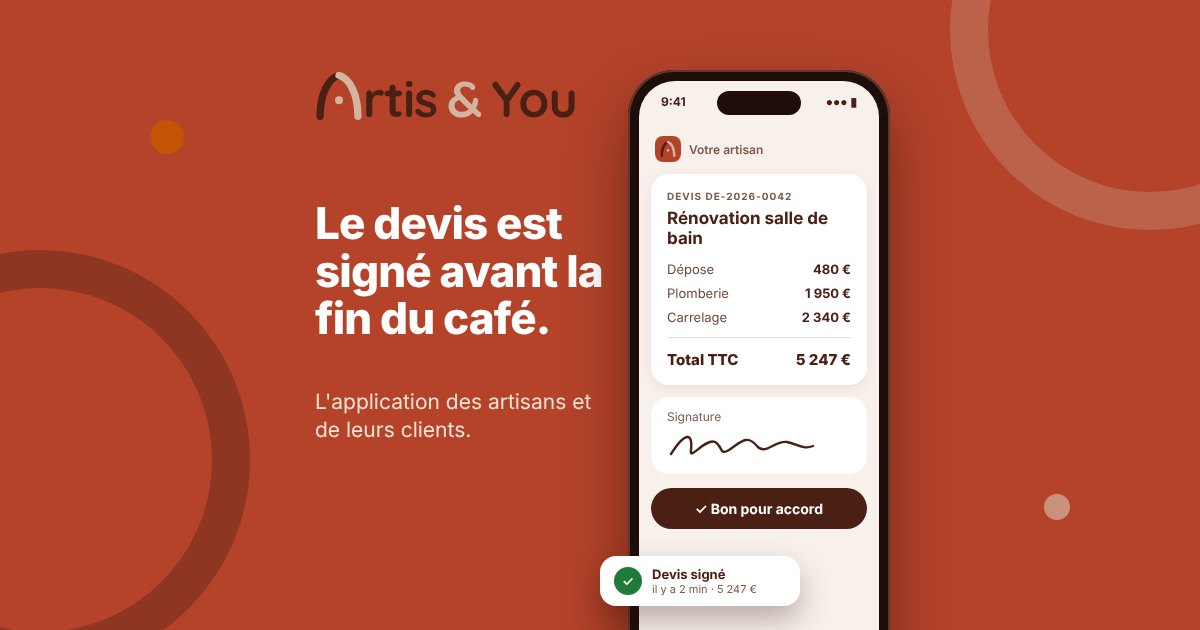 Artis & You
Le devis est
signé avant la
fin du café.
L'application des artisans et
de leurs clients.
9:41
Votre artisan
DEVIS DE-2026-0042
Rénovation salle de
bain
Dépose 480 €
Plomberie 1 950 €
Carrelage 2 340 €
Total TTC 5 247 €
Signature
✓ Bon pour accord
Devis signé
il y a 2 min · 5 247 €